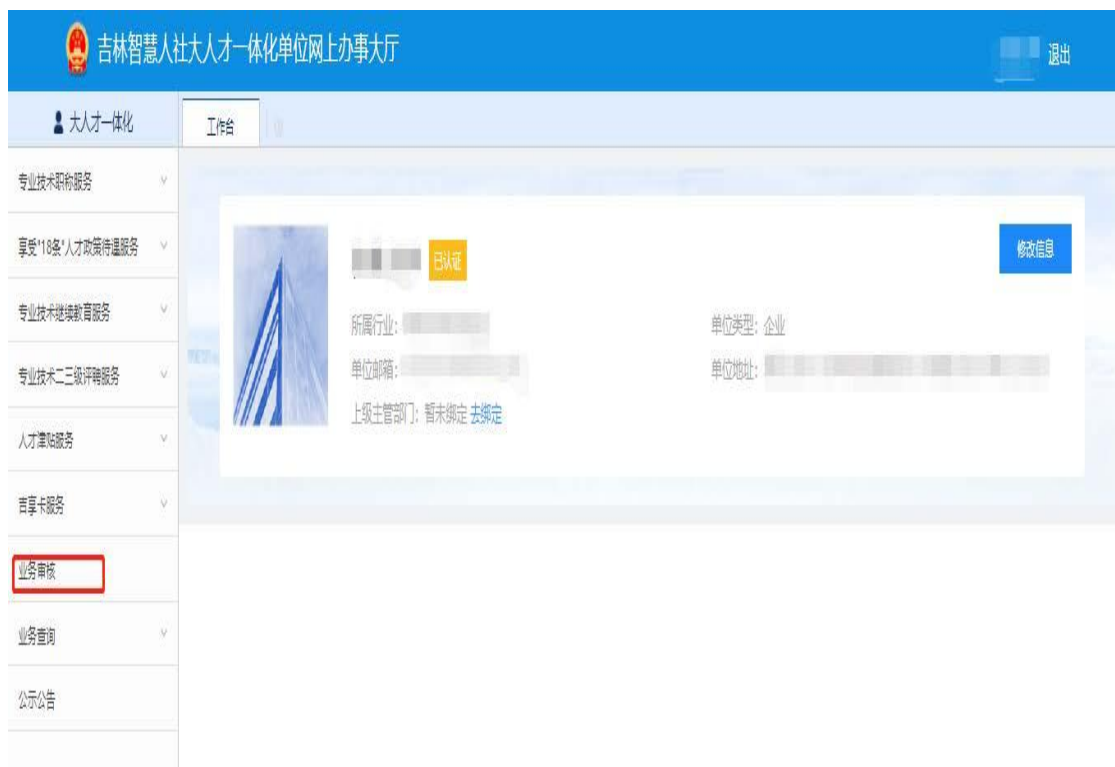 吉林智慧人社大人才一体化单位网上办事大厅
退出
大人才一体化
工作台
专业技术职称服务
享受"18条"人才政策待遇服务
专业技术继续教育服务
专业技术二三级评聘服务
人才津贴服务
吉享卡服务
业务审核
业务查询
公示公告
已认证
修改信息
所属行业:
单位类型: 企业
单位邮箱:
单位地址:
上级主管部门: 暂未绑定 去绑定